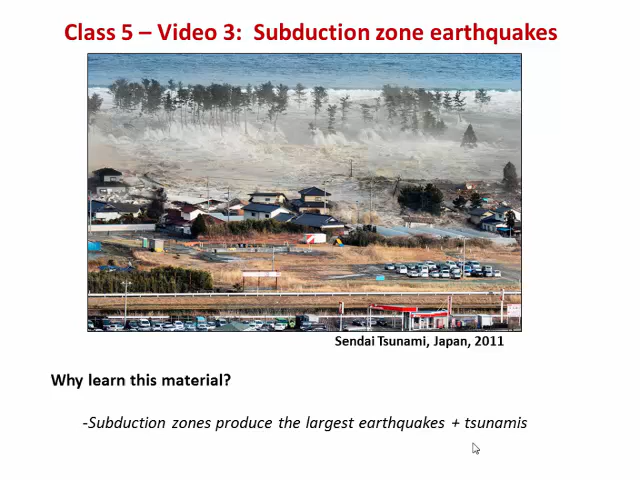 Class 5 – Video 3:  Subduction zone earthquakes
Sendai Tsunami, Japan, 2011
Why learn this material?
-Subduction zones produce the largest earthquakes + tsunamis